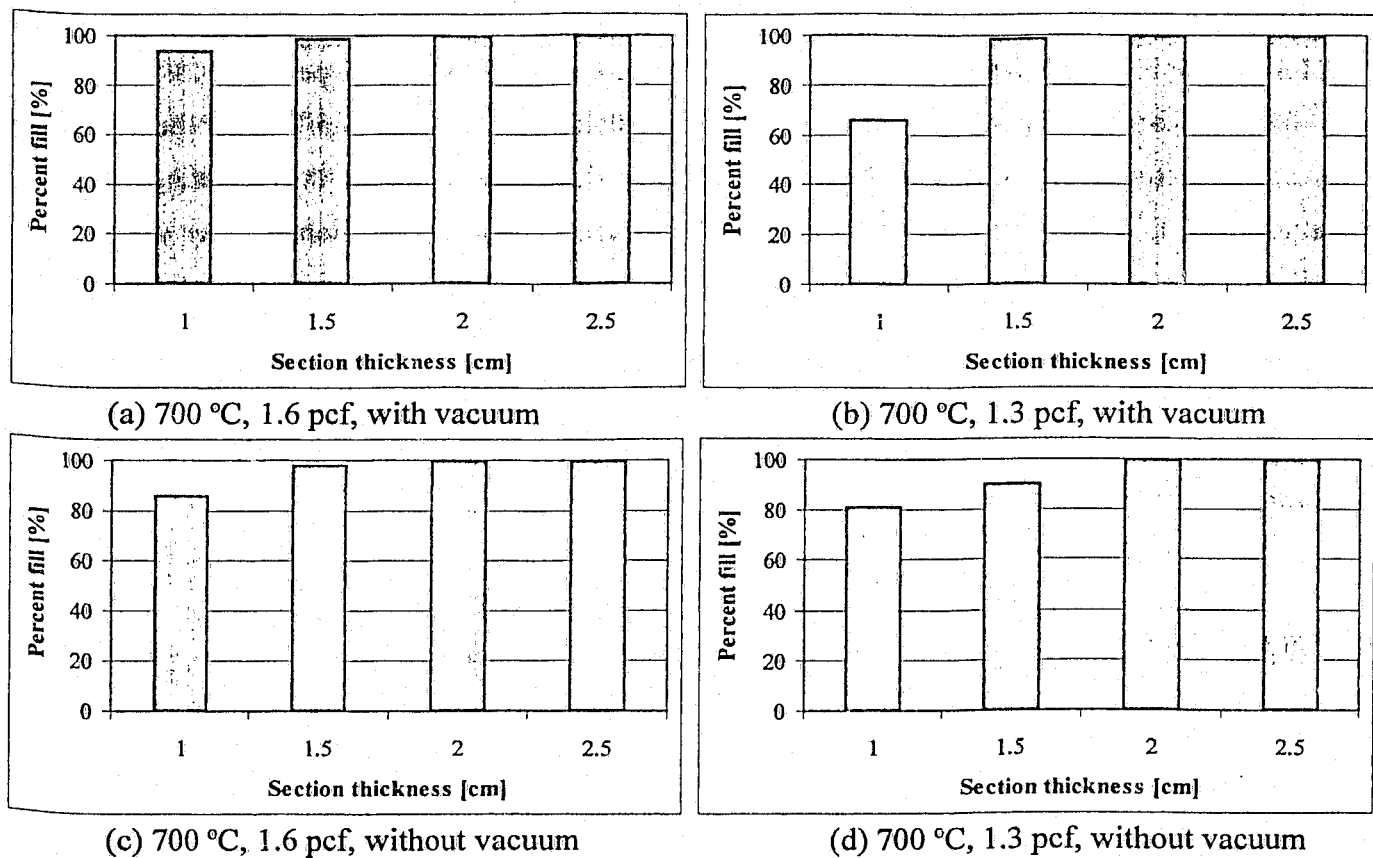 100
80
60
40
20
0
Percent fill [%]
1 1.5 2 2.5
Section thickness [cm]
(a) 700 ºC, 1.6 pcf, with vacuum
100
80
60
40
20
0
Percent fill [%]
1 1.5 2 2.5
Section thickness [cm]
(b) 700 ºC, 1.3 pcf, with vacuum
100
80
60
40
20
0
Percent fill [%]
1 1.5 2 2.5
Section thickness [cm]
(c) 700 ºC, 1.6 pcf, without vacuum
100
80
60
40
20
0
Percent fill [%]
1 1.5 2 2.5
Section thickness [cm]
(d) 700 ºC, 1.3 pcf, without vacuum